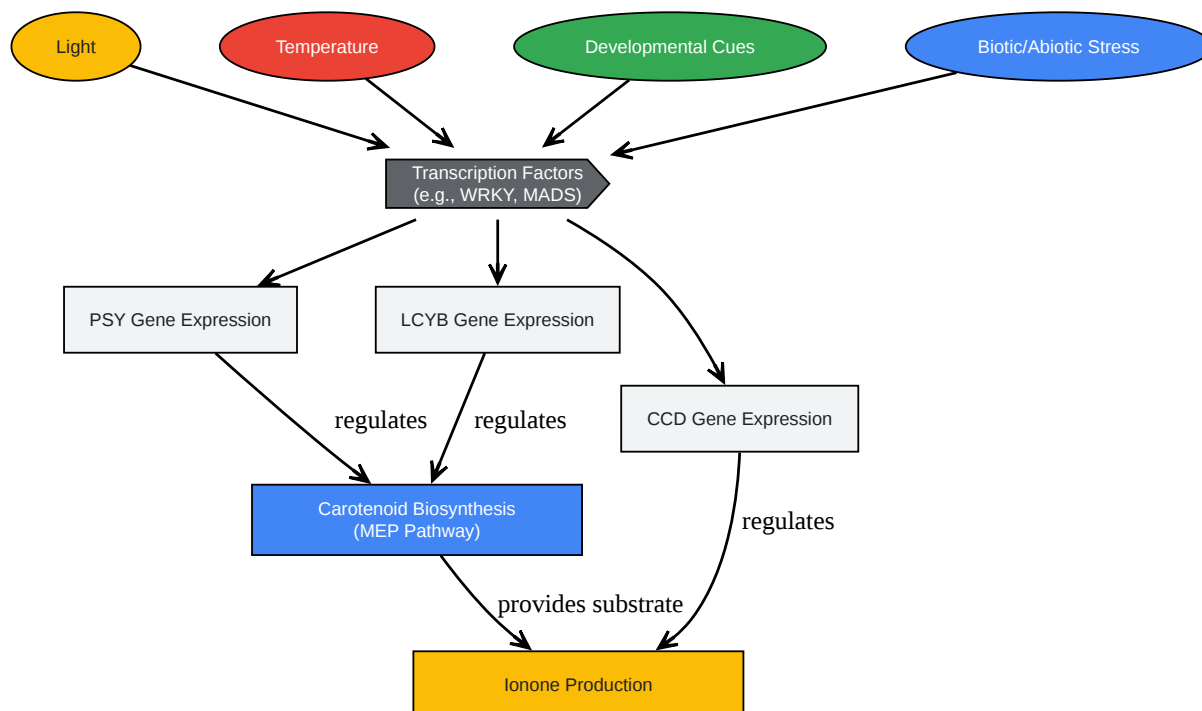 Light
Temperature
Developmental Cues
Biotic/Abiotic Stress
Transcription Factors
(e.g., WRKY, MADS)
PSY Gene Expression
LCYB Gene Expression
CCD Gene Expression
regulates
regulates
Carotenoid Biosynthesis
(MEP Pathway)
regulates
provides substrate
Ionone Production